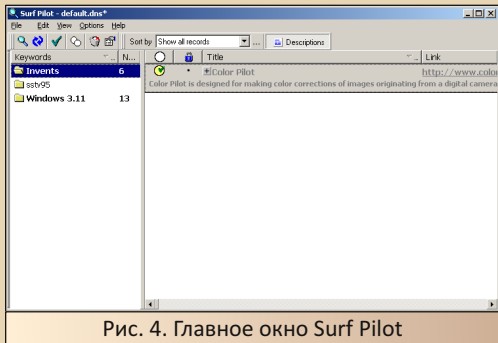 Surf Pilot - default.dns*
File Edit View Options Help
Sort by Show all records ... Descriptions
Keywords N... Title Link
Invents 6
sstv95
Windows 3.11 13
Color Pilot http://www.colo
Color Pilot is designed for making color corrections of images originating from a digital camera
Рис. 4. Главное окно Surf Pilot